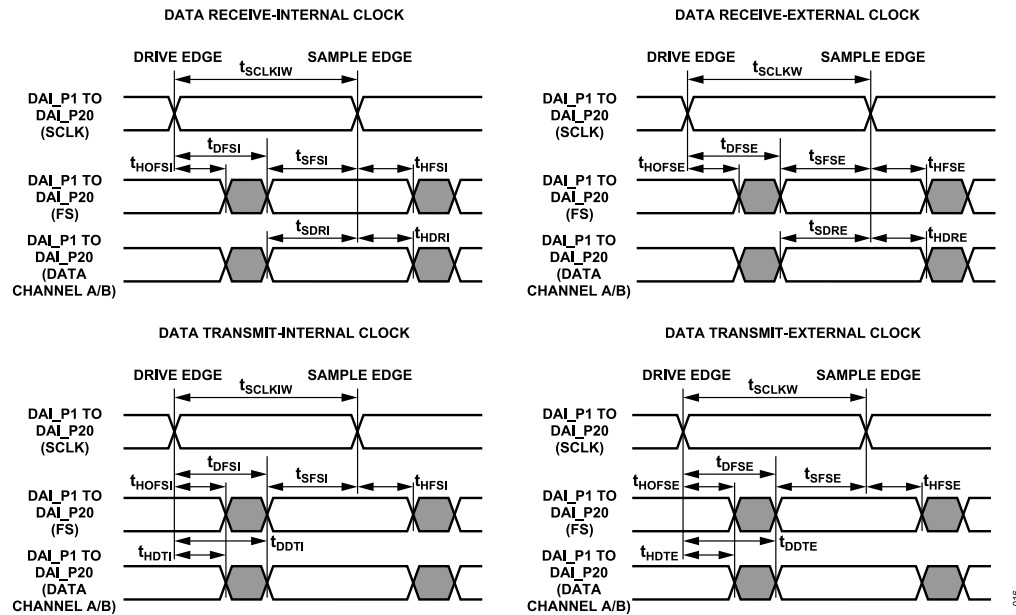 DATA RECEIVE-INTERNAL CLOCK
DRIVE EDGE
SAMPLE EDGE
tSCLKIW
DAI_P1 TO
DAI_P20
(SCLK)
tDFSI
tHOFSI
tSFSI
tHFSI
DAI_P1 TO
DAI_P20
(FS)
tSDRI
tHDRI
DAI_P1 TO
DAI_P20
(DATA
CHANNEL A/B)
DATA RECEIVE-EXTERNAL CLOCK
DRIVE EDGE
SAMPLE EDGE
tSCLKW
DAI_P1 TO
DAI_P20
(SCLK)
tDFSE
tHOFSE
tSFSE
tHFSE
DAI_P1 TO
DAI_P20
(FS)
tSDRE
tHDRE
DAI_P1 TO
DAI_P20
(DATA
CHANNEL A/B)
DATA TRANSMIT-INTERNAL CLOCK
DRIVE EDGE
SAMPLE EDGE
tSCLKIW
DAI_P1 TO
DAI_P20
(SCLK)
tDFSI
tHOFSI
tSFSI
tHFSI
DAI_P1 TO
DAI_P20
(FS)
tDDTI
tHDTI
DAI_P1 TO
DAI_P20
(DATA
CHANNEL A/B)
DATA TRANSMIT-EXTERNAL CLOCK
DRIVE EDGE
SAMPLE EDGE
tSCLKW
DAI_P1 TO
DAI_P20
(SCLK)
tDFSE
tHOFSE
tSFSE
tHFSE
DAI_P1 TO
DAI_P20
(FS)
tDDTE
tHDTE
DAI_P1 TO
DAI_P20
(DATA
CHANNEL A/B)